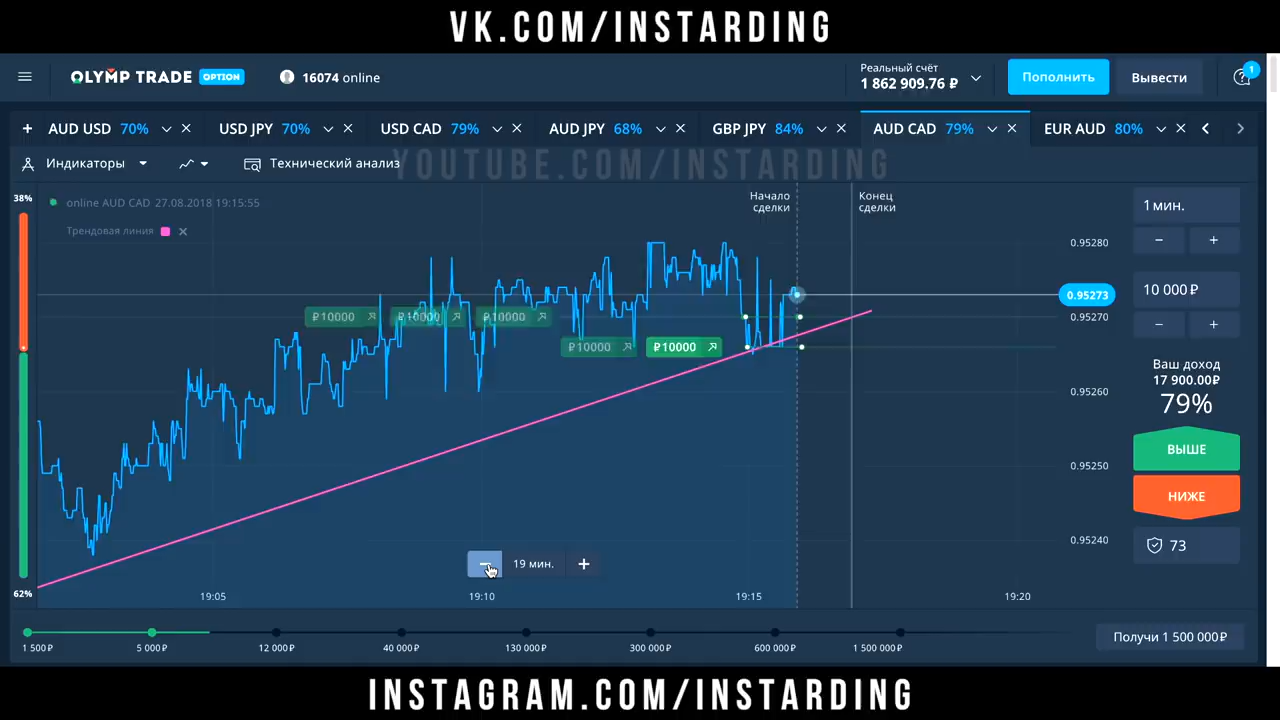 VK.COM/INSTARDING
OLYMP TRADE OPTION
16074 online
Реальный счёт
1 862 909.76 ₽
Пополнить
Вывести
1
+ AUD USD 70%
USD JPY 70%
USD CAD 79%
AUD JPY 68%
GBP JPY 84%
AUD CAD 79%
EUR AUD 80%
Индикаторы
Технический анализ
YOUTUBE.COM/INSTARDING
38%
online AUD CAD 27.08.2018 19:15:55
Трендовая линия
Начало
сделки
Конец
сделки
0.95280
0.95273
0.95270
0.95260
0.95250
0.95240
₽10000
₽10000
₽10000
₽10000
₽10000
1 мин.
− +
10 000 ₽
− +
Ваш доход
17 900.00₽
79%
ВЫШЕ
НИЖЕ
73
− 19 мин. +
62%
19:05
19:10
19:15
19:20
1 500₽
5 000₽
12 000₽
40 000₽
130 000₽
300 000₽
600 000₽
1 500 000₽
Получи 1 500 000₽
INSTAGRAM.COM/INSTARDING